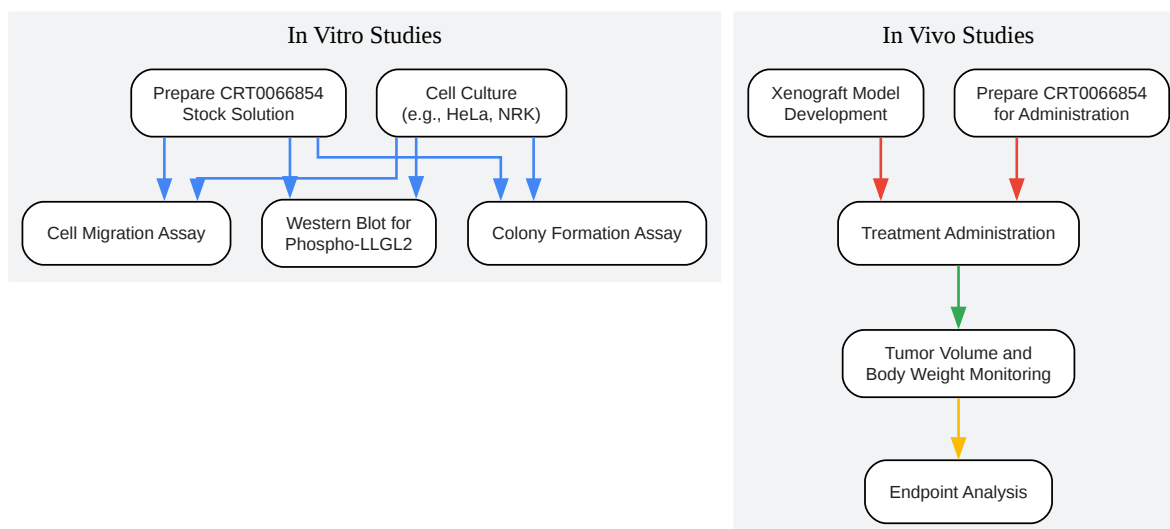 In Vitro Studies
Prepare CRT0066854
Stock Solution
Cell Culture
(e.g., HeLa, NRK)
Cell Migration Assay
Western Blot for
Phospho-LLGL2
Colony Formation Assay
In Vivo Studies
Xenograft Model
Development
Prepare CRT0066854
for Administration
Treatment Administration
Tumor Volume and
Body Weight Monitoring
Endpoint Analysis